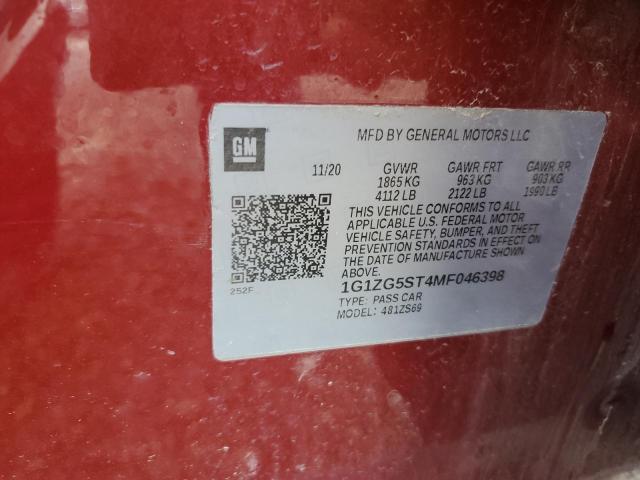 GM
MFD BY GENERAL MOTORS LLC
11/20 GVWR GAWR FRT GAWR RR
1865 KG 963 KG 903 KG
4112 LB 2122 LB 1990 LB
THIS VEHICLE CONFORMS TO ALL
APPLICABLE U.S. FEDERAL MOTOR
VEHICLE SAFETY, BUMPER, AND THEFT
PREVENTION STANDARDS IN EFFECT ON
THE DATE OF MANUFACTURE SHOWN
ABOVE.
252F
1G1ZG5ST4MF046398
TYPE: PASS CAR
MODEL: 481ZS69